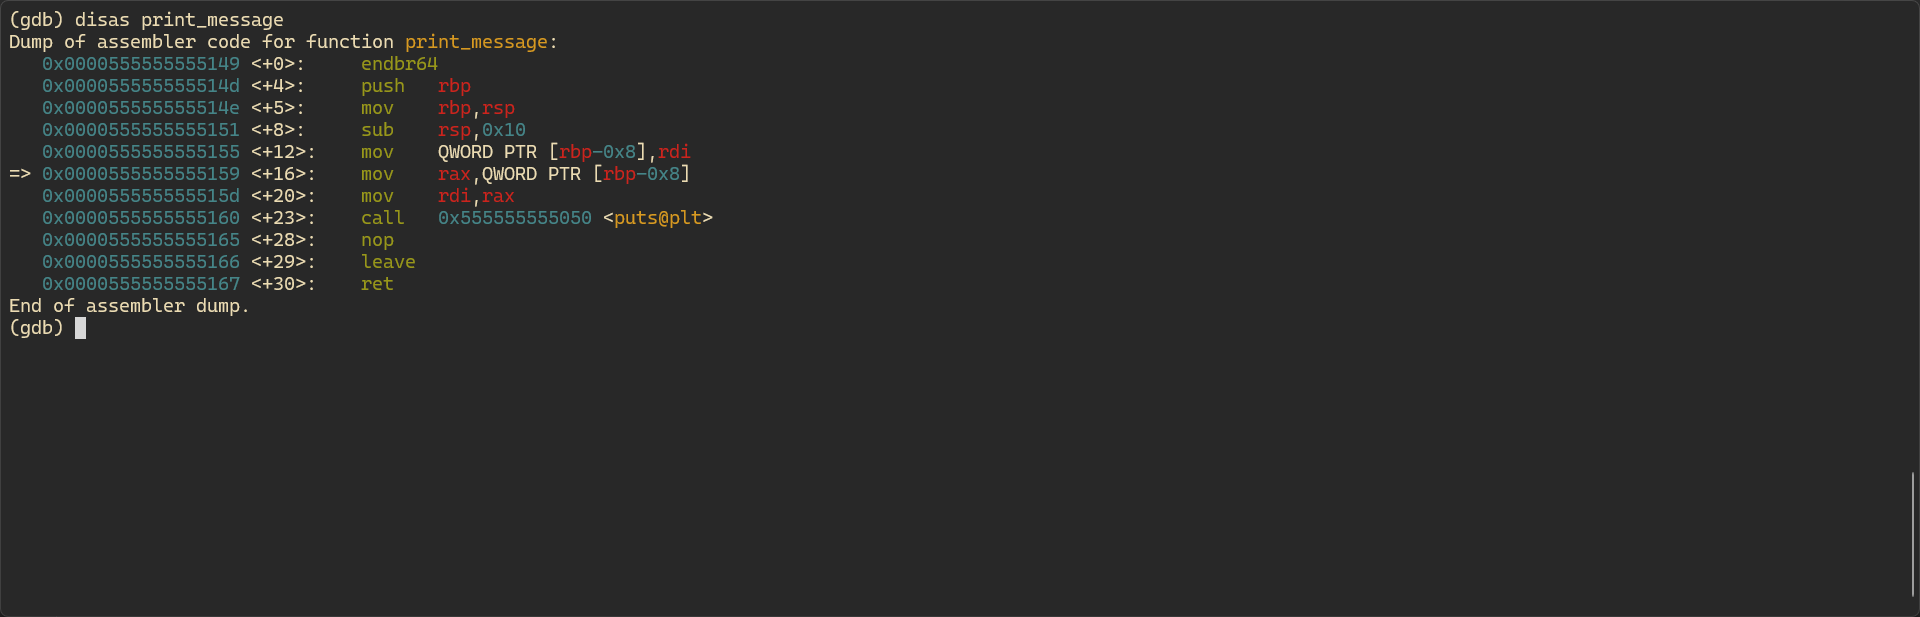 (gdb) disas print_message
Dump of assembler code for function print_message:
   0x0000555555555149 <+0>:     endbr64
   0x000055555555514d <+4>:     push   rbp
   0x000055555555514e <+5>:     mov    rbp,rsp
   0x0000555555555151 <+8>:     sub    rsp,0x10
   0x0000555555555155 <+12>:    mov    QWORD PTR [rbp-0x8],rdi
=> 0x0000555555555159 <+16>:    mov    rax,QWORD PTR [rbp-0x8]
   0x000055555555515d <+20>:    mov    rdi,rax
   0x0000555555555160 <+23>:    call   0x555555555050 <puts@plt>
   0x0000555555555165 <+28>:    nop
   0x0000555555555166 <+29>:    leave
   0x0000555555555167 <+30>:    ret
End of assembler dump.
(gdb)